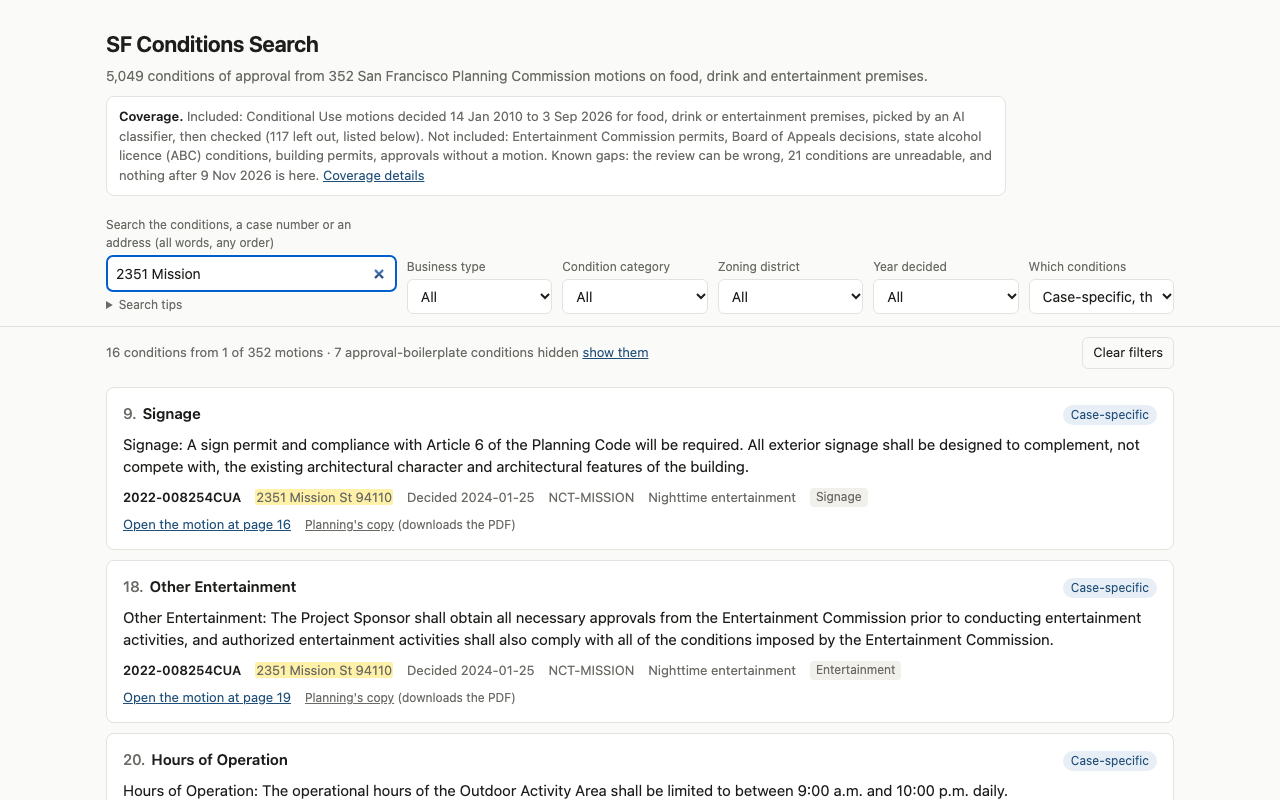 SF Conditions Search
5,049 conditions of approval from 352 San Francisco Planning Commission motions on food, drink and entertainment premises.
Coverage. Included: Conditional Use motions decided 14 Jan 2010 to 3 Sep 2026 for food, drink or entertainment premises, picked by an AI
classifier, then checked (117 left out, listed below). Not included: Entertainment Commission permits, Board of Appeals decisions, state alcohol
licence (ABC) conditions, building permits, approvals without a motion. Known gaps: the review can be wrong, 21 conditions are unreadable, and
nothing after 9 Nov 2026 is here. Coverage details
Search the conditions, a case number or an
address (all words, any order)
2351 Mission
Search tips
Business type
All
Condition category
All
Zoning district
All
Year decided
All
Which conditions
Case-specific, th
16 conditions from 1 of 352 motions · 7 approval-boilerplate conditions hidden show them
Clear filters
9. Signage
Case-specific
Signage: A sign permit and compliance with Article 6 of the Planning Code will be required. All exterior signage shall be designed to complement, not
compete with, the existing architectural character and architectural features of the building.
2022-008254CUA 2351 Mission St 94110 Decided 2024-01-25 NCT-MISSION Nighttime entertainment Signage
Open the motion at page 16 Planning's copy (downloads the PDF)
18. Other Entertainment
Case-specific
Other Entertainment: The Project Sponsor shall obtain all necessary approvals from the Entertainment Commission prior to conducting entertainment
activities, and authorized entertainment activities shall also comply with all of the conditions imposed by the Entertainment Commission.
2022-008254CUA 2351 Mission St 94110 Decided 2024-01-25 NCT-MISSION Nighttime entertainment Entertainment
Open the motion at page 19 Planning's copy (downloads the PDF)
20. Hours of Operation
Case-specific
Hours of Operation: The operational hours of the Outdoor Activity Area shall be limited to between 9:00 a.m. and 10:00 p.m. daily.